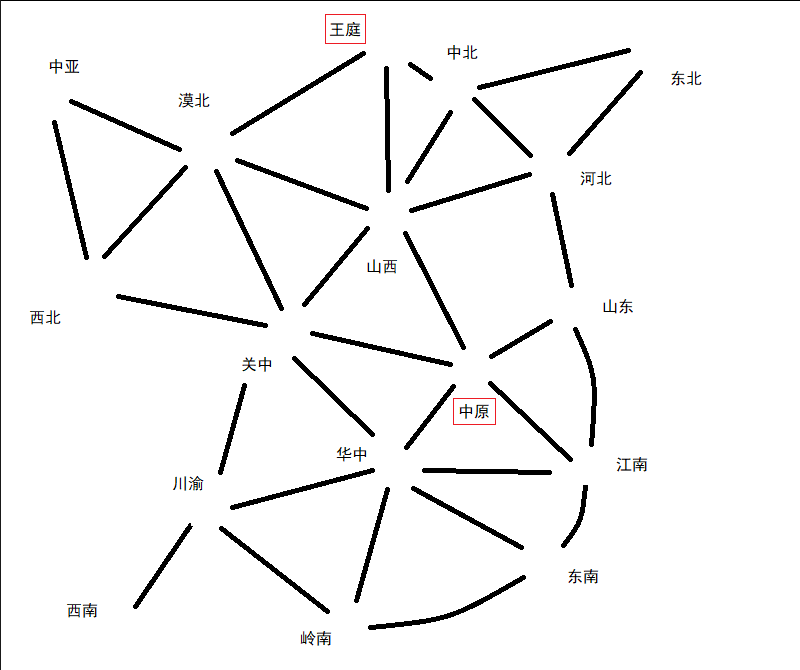 王庭
中北
中亚
东北
漠北
河北
山西
山东
西北
关中
中原
华中
江南
川渝
东南
西南
岭南